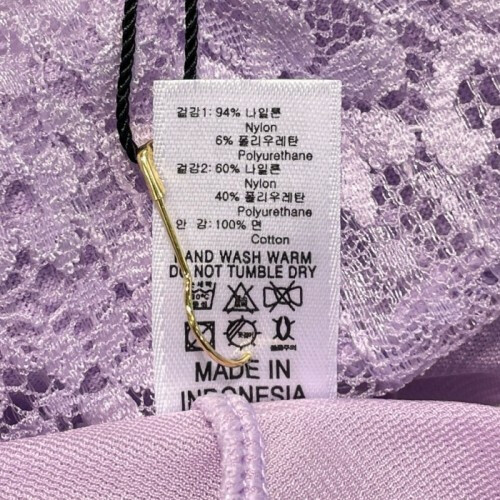 겉감1: 94% 나일론
Nylon
6% 폴리우레탄
Polyurethane
겉감2: 60% 나일론
Nylon
40% 폴리우레탄
Polyurethane
안 감: 100% 면
Cotton
AND WASH WARM
DO NOT TUMBLE DRY
MADE IN
INDONESIA